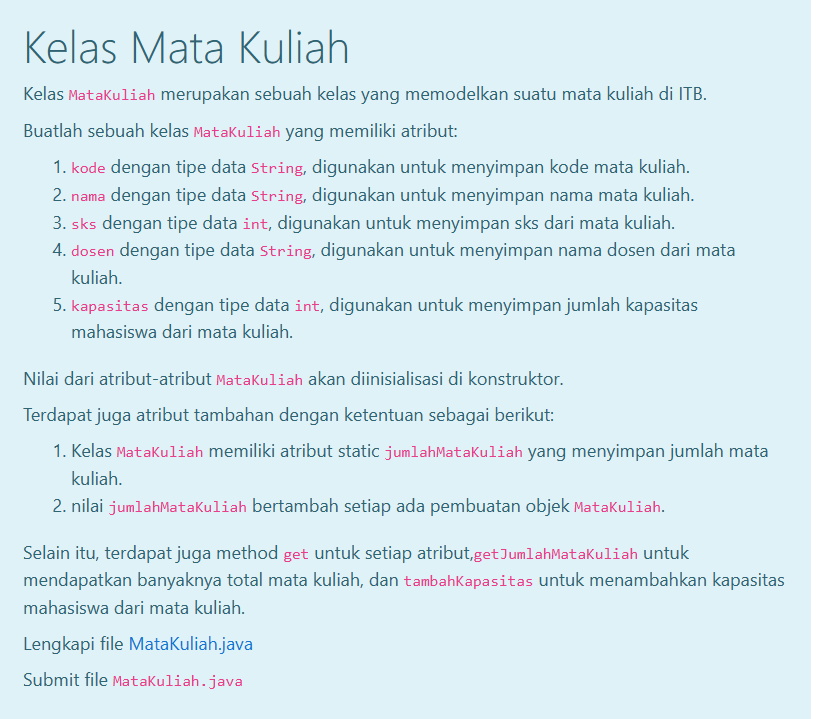 Kelas Mata Kuliah
Kelas MataKuliah merupakan sebuah kelas yang memodelkan suatu mata kuliah di ITB.
Buatlah sebuah kelas MataKuliah yang memiliki atribut:
1. kode dengan tipe data String, digunakan untuk menyimpan kode mata kuliah.
2. nama dengan tipe data String, digunakan untuk menyimpan nama mata kuliah.
3. sks dengan tipe data int, digunakan untuk menyimpan sks dari mata kuliah.
4. dosen dengan tipe data String, digunakan untuk menyimpan nama dosen dari mata
kuliah.
5. kapasitas dengan tipe data int, digunakan untuk menyimpan jumlah kapasitas
mahasiswa dari mata kuliah.
Nilai dari atribut-atribut MataKuliah akan diinisialisasi di konstruktor.
Terdapat juga atribut tambahan dengan ketentuan sebagai berikut:
1. Kelas MataKuliah memiliki atribut static jumlahMataKuliah yang menyimpan jumlah mata
kuliah.
2. nilai jumlahMataKuliah bertambah setiap ada pembuatan objek MataKuliah.
Selain itu, terdapat juga method get untuk setiap atribut,getJumlahMataKuliah untuk
mendapatkan banyaknya total mata kuliah, dan tambahKapasitas untuk menambahkan kapasitas
mahasiswa dari mata kuliah.
Lengkapi file MataKuliah.java
Submit file MataKuliah.java